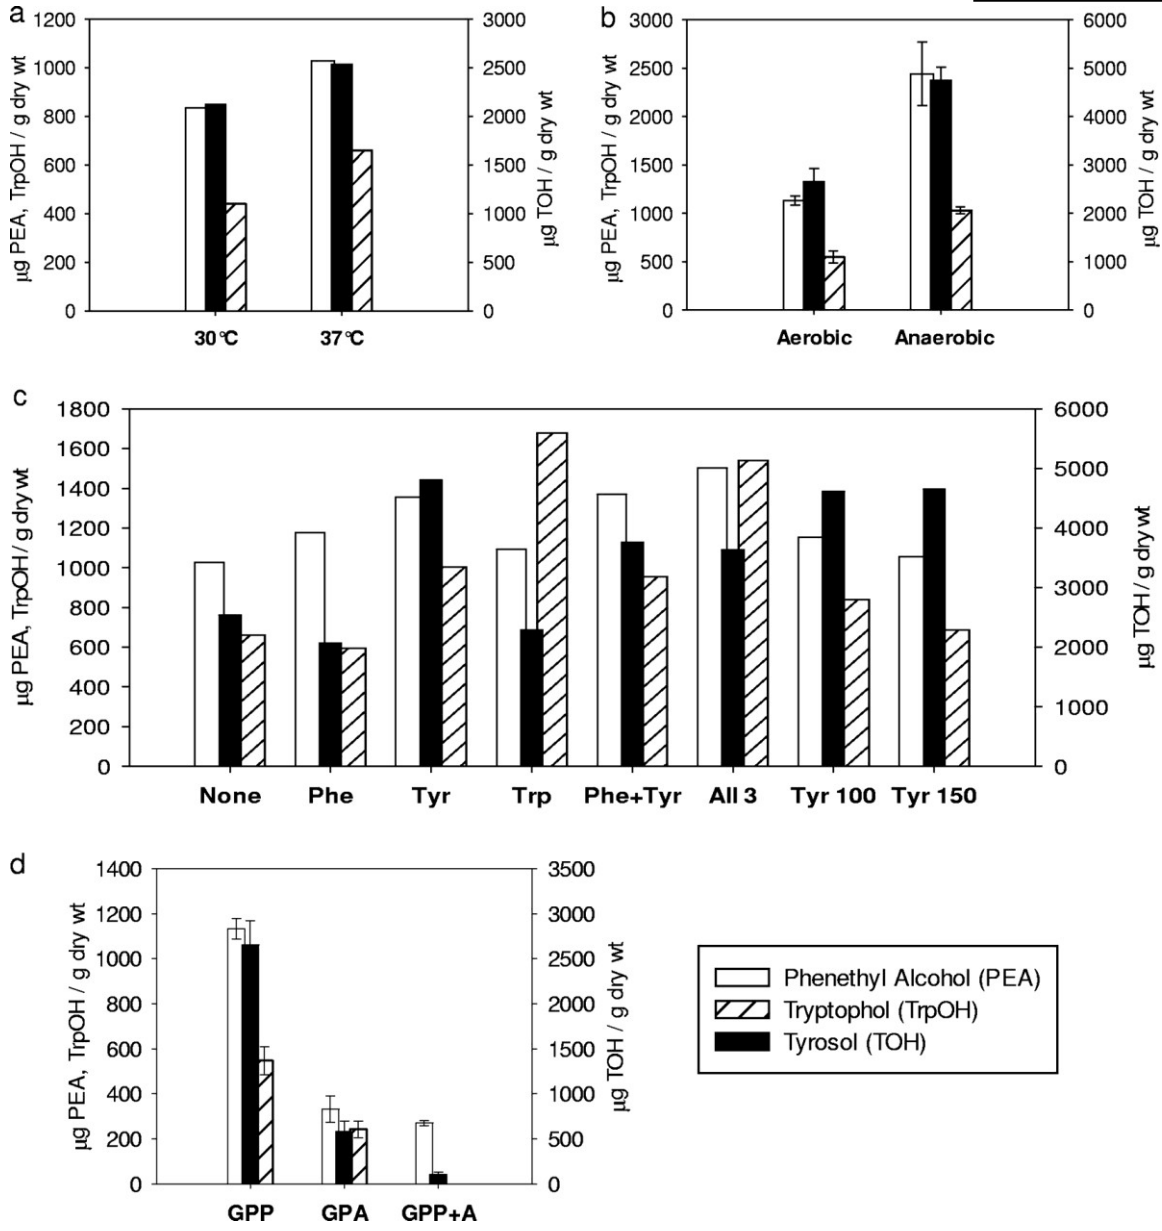 a
1200
1000
800
600
400
200
0
µg PEA, TrpOH / g dry wt
3000
2500
2000
1500
1000
500
0
µg TOH / g dry wt
30°C
37°C
b
3000
2500
2000
1500
1000
500
0
µg PEA, TrpOH / g dry wt
6000
5000
4000
3000
2000
1000
0
µg TOH / g dry wt
Aerobic
Anaerobic
c
1800
1600
1400
1200
1000
800
600
400
200
0
µg PEA, TrpOH / g dry wt
6000
5000
4000
3000
2000
1000
0
µg TOH / g dry wt
None
Phe
Tyr
Trp
Phe+Tyr
All 3
Tyr 100
Tyr 150
d
1400
1200
1000
800
600
400
200
0
µg PEA, TrpOH / g dry wt
3500
3000
2500
2000
1500
1000
500
0
µg TOH / g dry wt
GPP
GPA
GPP+A
Phenethyl Alcohol (PEA)
Tryptophol (TrpOH)
Tyrosol (TOH)